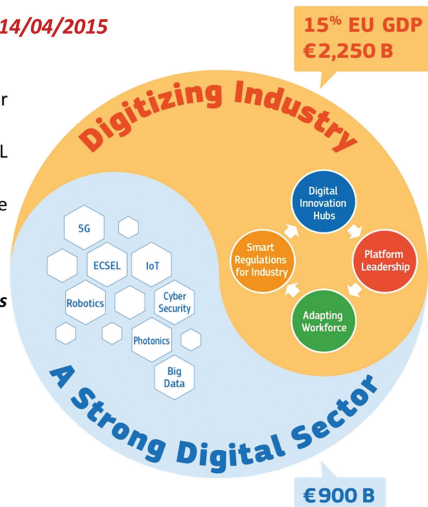 14/04/2015
15% EU GDP
€2,250 B
r
L
e
s
Digitizing Industry
Digital
Innovation
Hubs
Platform
Leadership
Adapting
Workforce
Smart
Regulations
for Industry
5G
ECSEL
IoT
Robotics
Cyber
Security
Photonics
Big
Data
A Strong Digital Sector
€900 B